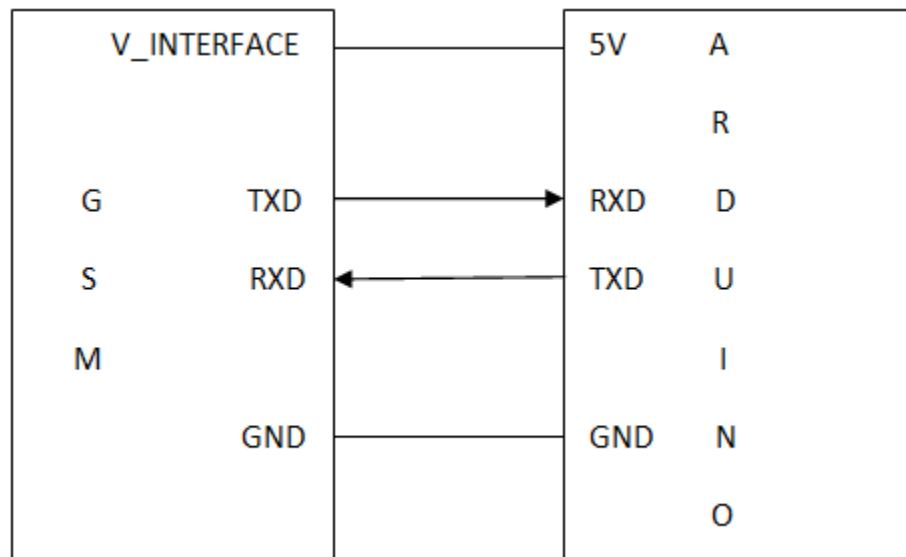 V_INTERFACE 5V A
R
G TXD RXD D
S RXD TXD U
M I
GND GND N
O